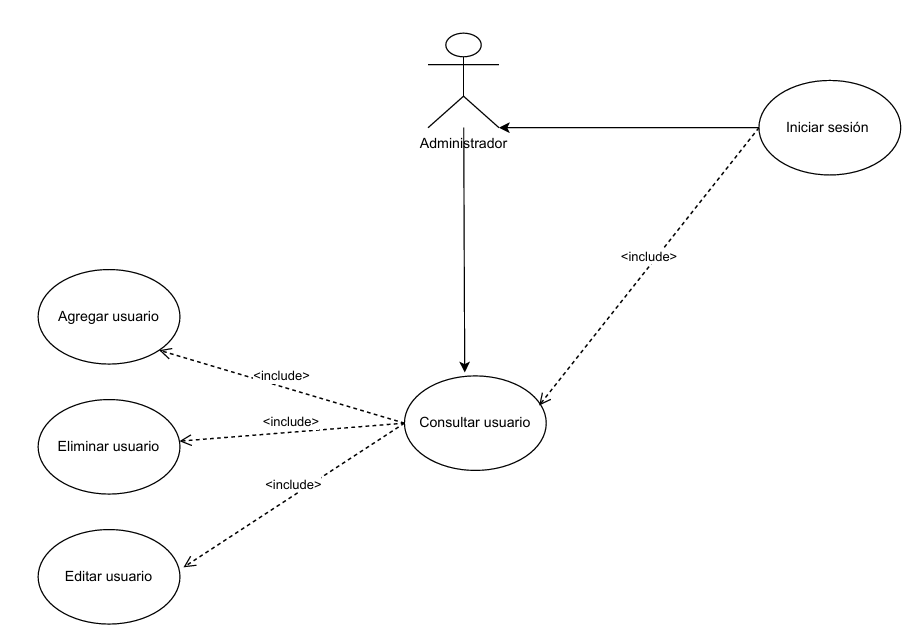 Administrador
Iniciar sesión
<include>
Agregar usuario
<include>
Consultar usuario
<include>
Eliminar usuario
<include>
Editar usuario